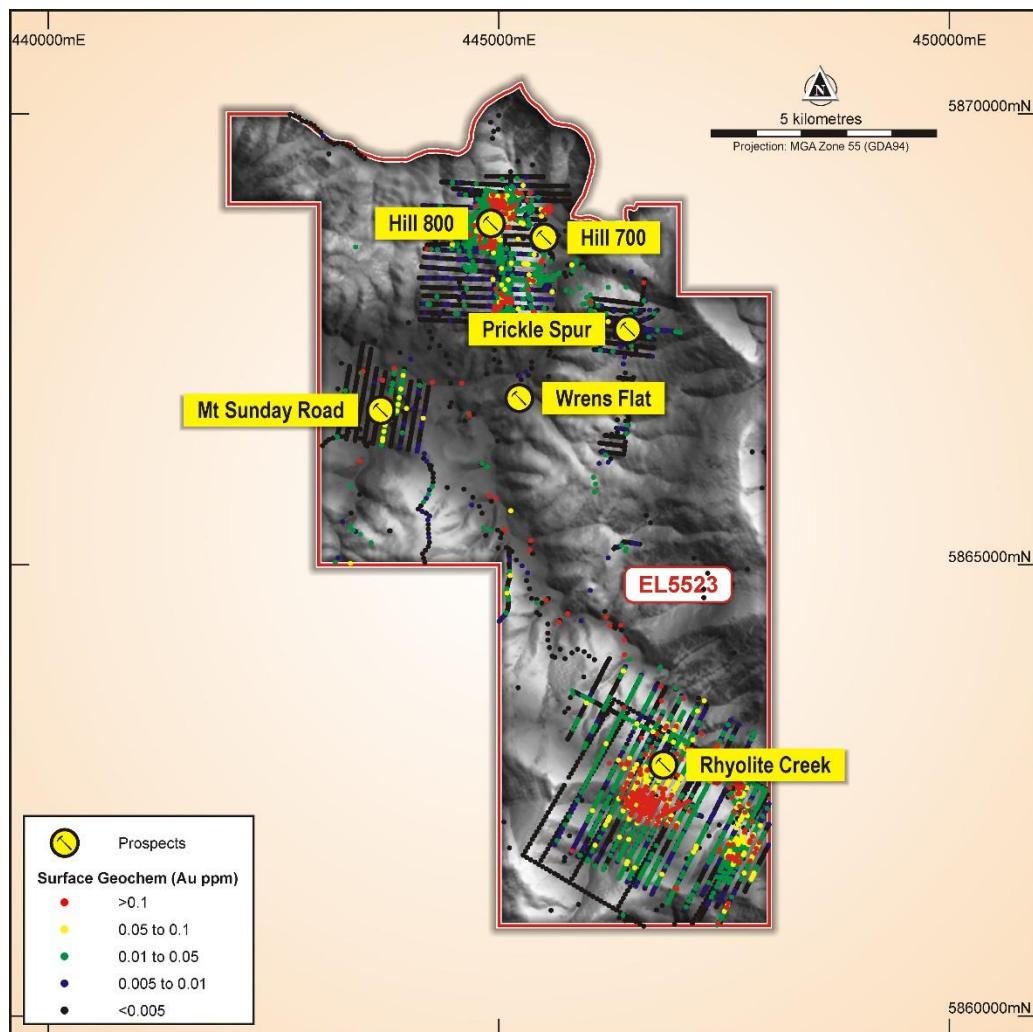 440000mE
445000mE
450000mE
N
5870000mN
5 kilometres
Projection: MGA Zone 55 (GDA94)
Hill 800
Hill 700
Prickle Spur
Wrens Flat
Mt Sunday Road
5865000mN
EL5523
Rhyolite Creek
Prospects
Surface Geochem (Au ppm)
>0.1
0.05 to 0.1
0.01 to 0.05
0.005 to 0.01
<0.005
5860000mN